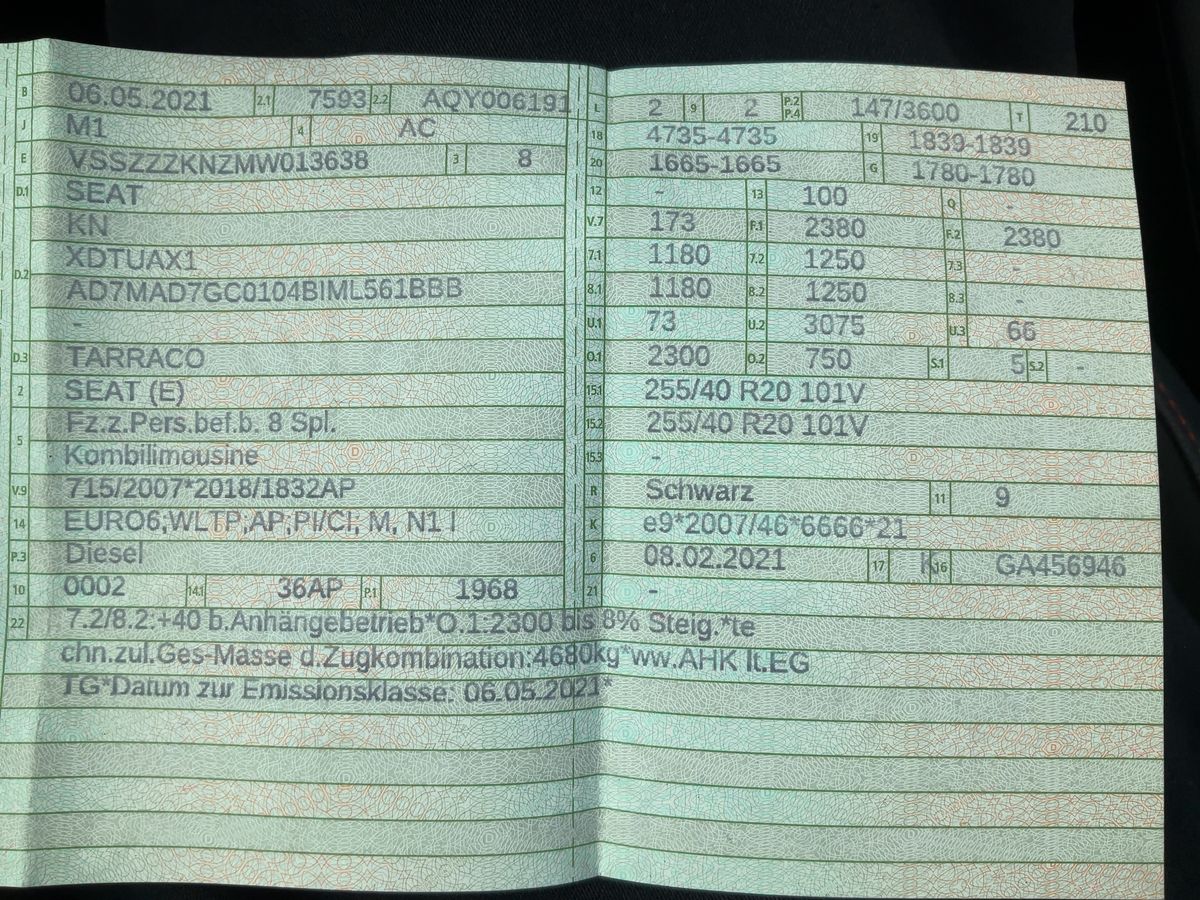 B 06.05.2021 2.1 7593 2.2 AQY006191
J M1 4 AC
E VSSZZZKNZMW013638 3 8
D.1 SEAT
KN
D.2 XDTUAX1
AD7MAD7GC0104BIML561BBB
-
D.3 TARRACO
2 SEAT (E)
5 Fz.z.Pers.bef.b. 8 Spl.
Kombilimousine
V.9 715/2007*2018/1832AP
14 EURO6;WLTP;AP;PI/CI; M, N1 I
P.3 Diesel
10 0002 14.1 36AP P.1 1968
L 2 9 2 P.2 P.4 147/3600 T 210
18 4735-4735 19 1839-1839
20 1665-1665 G 1780-1780
12 - 13 100 Q -
V.7 173 F.1 2380 F.2 2380
7.1 1180 7.2 1250 7.3 -
8.1 1180 8.2 1250 8.3 -
U.1 73 U.2 3075 U.3 66
O.1 2300 O.2 750 S.1 5 S.2 -
15.1 255/40 R20 101V
15.2 255/40 R20 101V
15.3 -
R Schwarz 11 9
K e9*2007/46*6666*21
6 08.02.2021 17 K 16 GA456946
21 -
22 7.2/8.2:+40 b.Anhängebetrieb*O.1:2300 bis 8% Steig.*te
chn.zul.Ges-Masse d.Zugkombination:4680kg*ww.AHK lt.EG
TG*Datum zur Emissionsklasse: 06.05.2021*